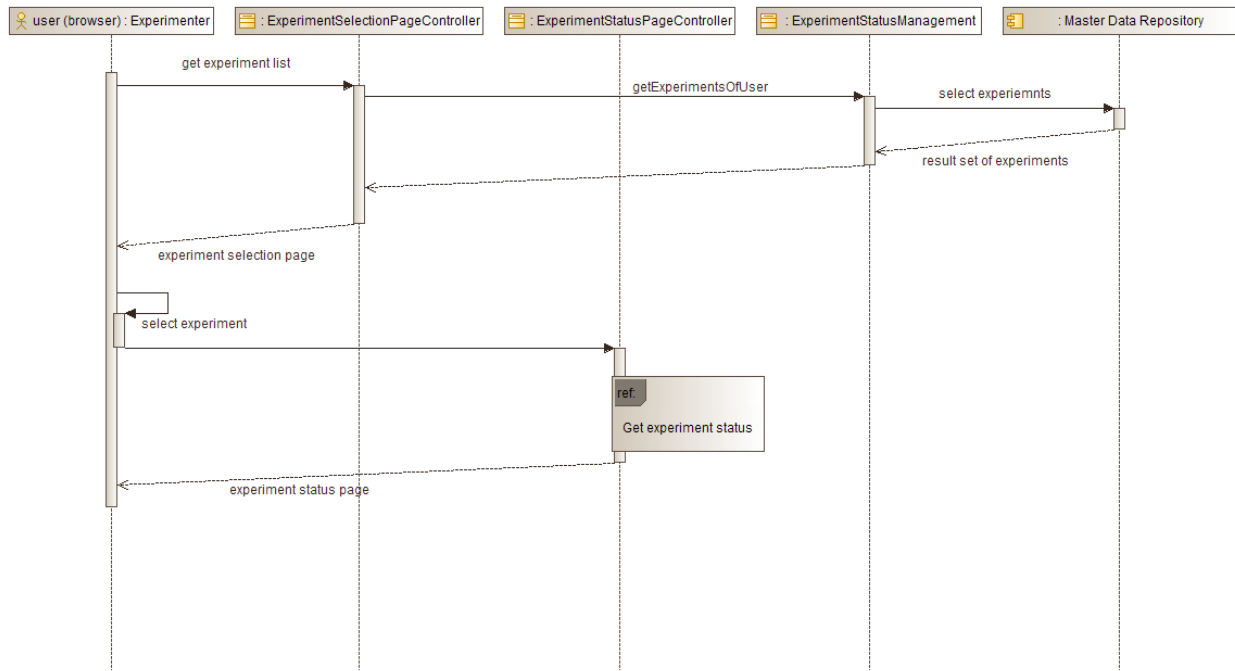 user (browser) : Experimenter
: ExperimentSelectionPageController
: ExperimentStatusPageController
: ExperimentStatusManagement
: Master Data Repository
get experiment list
getExperimentsOfUser
select experiemnts
result set of experiments
experiment selection page
select experiment
ref:
Get experiment status
experiment status page